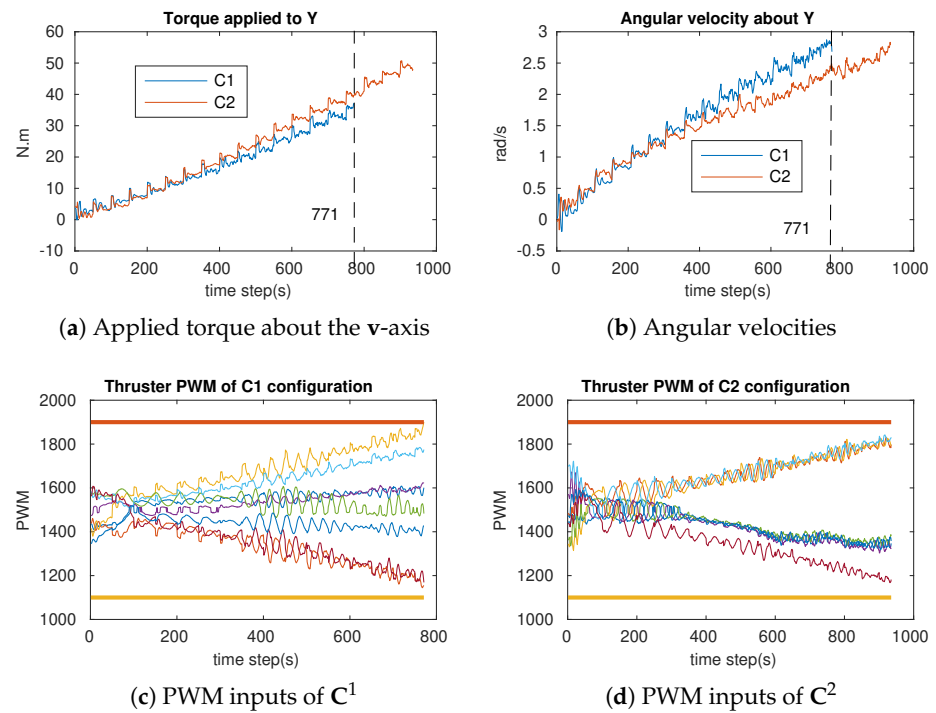 Torque applied to Y
60
50
40
30
20
10
0
-10
N.m
C1
C2
771
0 200 400 600 800 1000
time step(s)
(a) Applied torque about the v-axis
Angular velocity about Y
3
2.5
2
1.5
1
0.5
0
-0.5
rad/s
C1
C2
771
0 200 400 600 800 1000
time step(s)
(b) Angular velocities
Thruster PWM of C1 configuration
2000
1800
1600
1400
1200
1000
PWM
0 200 400 600 800
time step(s)
(c) PWM inputs of C¹
Thruster PWM of C2 configuration
2000
1800
1600
1400
1200
1000
PWM
0 200 400 600 800 1000
time step(s)
(d) PWM inputs of C²